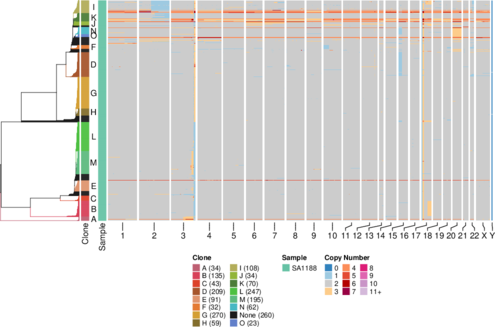 I
K
J
N
O
F
D
G
H
L
M
E
C
B
A
Clone
Sample
1 2 3 4 5 6 7 8 9 10 11 12 13 14 15 16 17 18 19 20 21 22 X Y
Clone
A (34)
B (135)
C (43)
D (209)
E (91)
F (32)
G (270)
H (59)
I (108)
J (34)
K (70)
L (247)
M (195)
N (62)
None (260)
O (23)
Sample
SA1188
Copy Number
0
1
2
3
4
5
6
7
8
9
10
11+